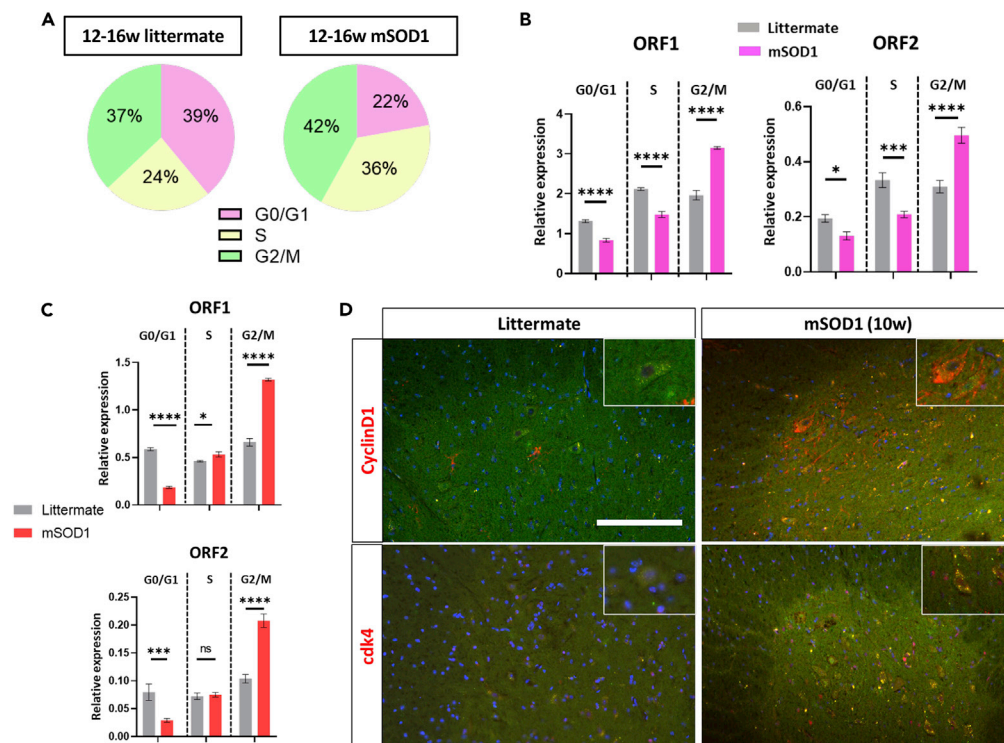 A
12-16w littermate
12-16w mSOD1
37%
39%
24%
42%
22%
36%
G0/G1
S
G2/M
B
Littermate
mSOD1
ORF1
G0/G1
S
G2/M
Relative expression
4
3
2
1
0
****
****
****
ORF2
G0/G1
S
G2/M
Relative expression
0.6
0.4
0.2
0.0
*
***
****
C
ORF1
G0/G1
S
G2/M
Relative expression
1.5
1.0
0.5
0.0
****
*
****
Littermate
mSOD1
ORF2
G0/G1
S
G2/M
Relative expression
0.25
0.20
0.15
0.10
0.05
0.00
***
ns
****
D
Littermate
mSOD1 (10w)
CyclinD1
cdk4